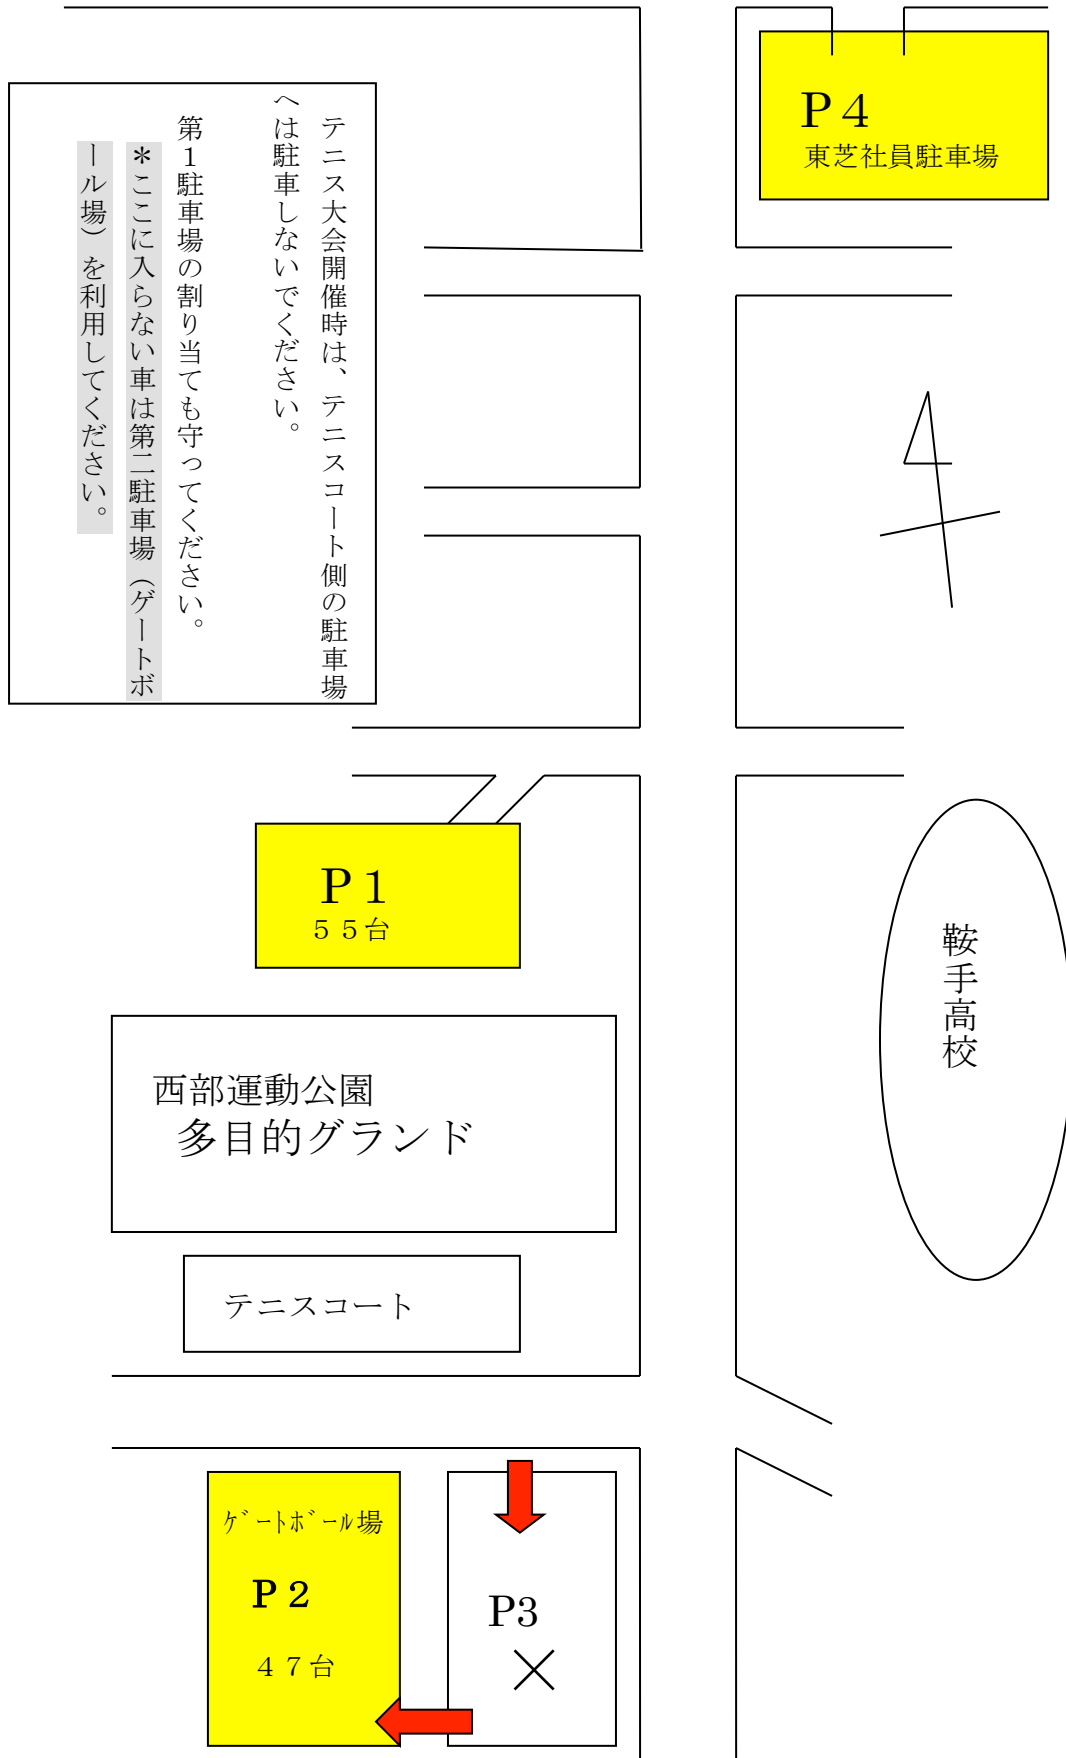 Ｐ４
東芝社員駐車場
テニス大会開催時は、テニスコート側の駐車場
へは駐車しないでください。
第１駐車場の割り当ても守ってください。
＊ここに入らない車は第二駐車場（ゲートボ
ール場）を利用してください。
Ｐ１
５５台
鞍手高校
西部運動公園
多目的グランド
テニスコート
ｹﾞｰﾄﾎﾞｰﾙ場
Ｐ２
４７台
P3
×